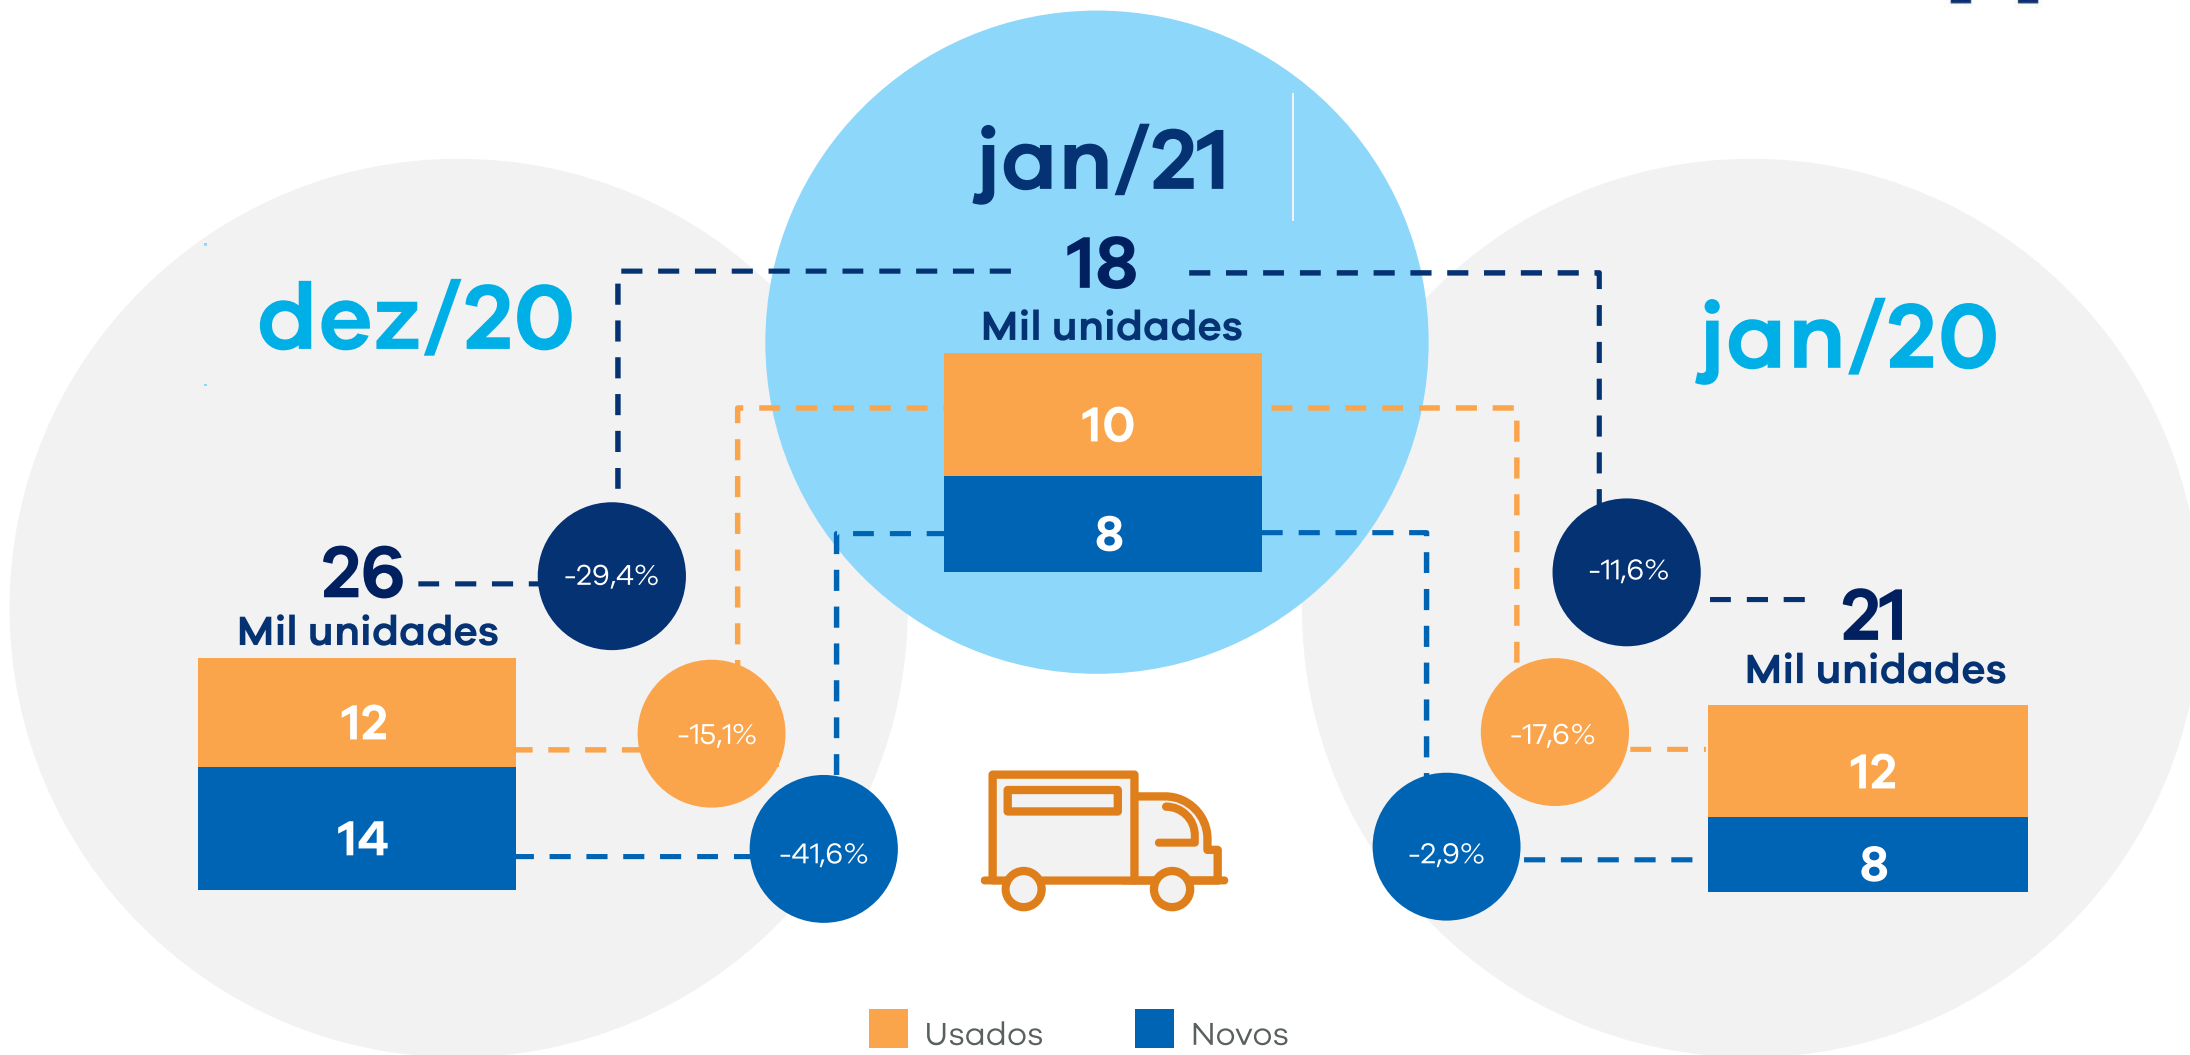 jan/21
18
Mil unidades
10
8
dez/20
26
Mil unidades
12
14
-29,4%
-15,1%
-41,6%
jan/20
21
Mil unidades
12
8
-11,6%
-17,6%
-2,9%
Usados
Novos